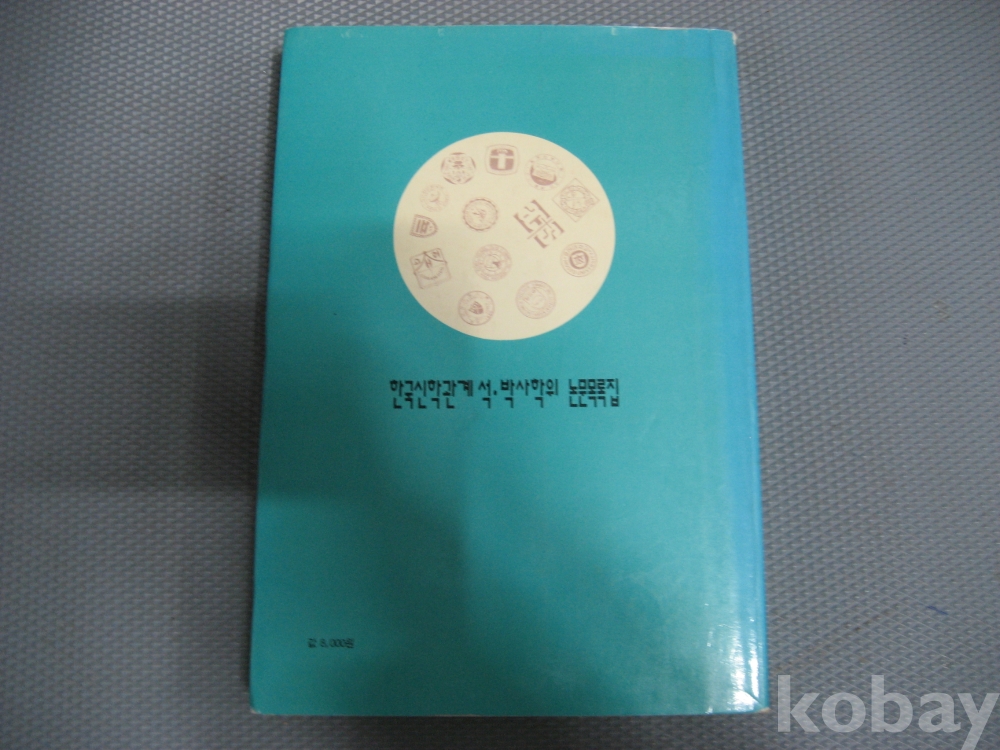 한국신학관계 석·박사학위 논문목록집
값 8,000원
kobay